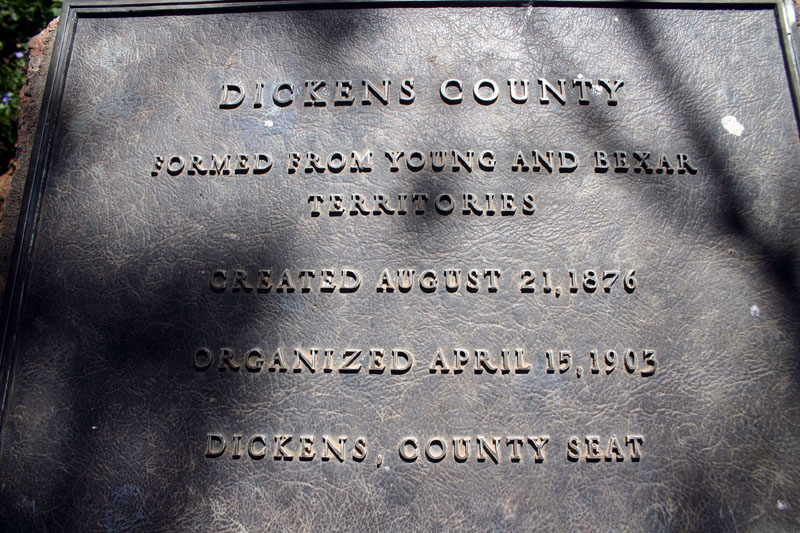 DICKENS COUNTY
FORMED FROM YOUNG AND BEXAR
TERRITORIES
CREATED AUGUST 21, 1876
ORGANIZED APRIL 15, 1903
DICKENS, COUNTY SEAT